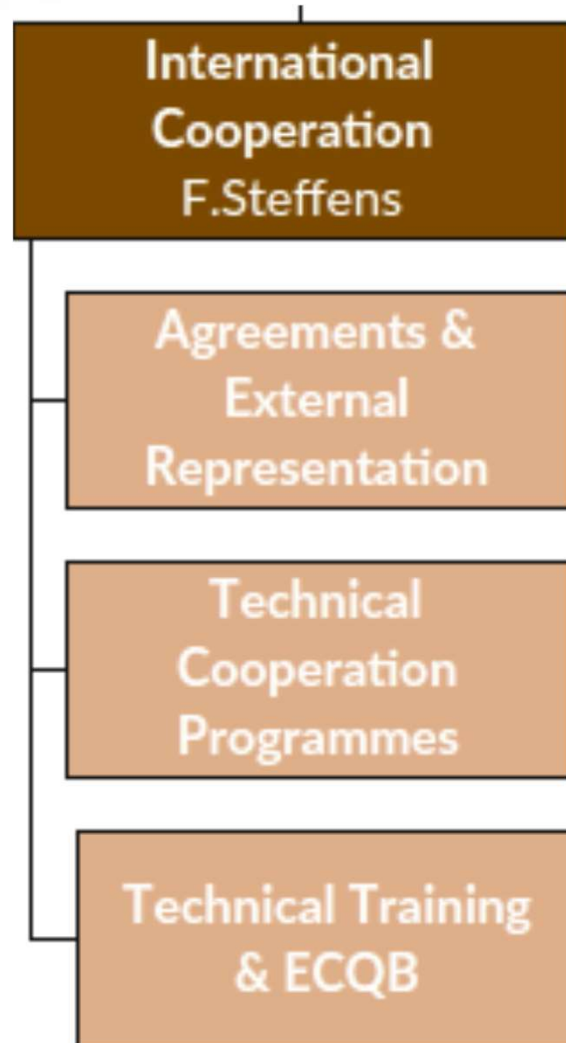 International
Cooperation
F.Steffens
Agreements &
External
Representation
Technical
Cooperation
Programmes
Technical Training
& ECQB